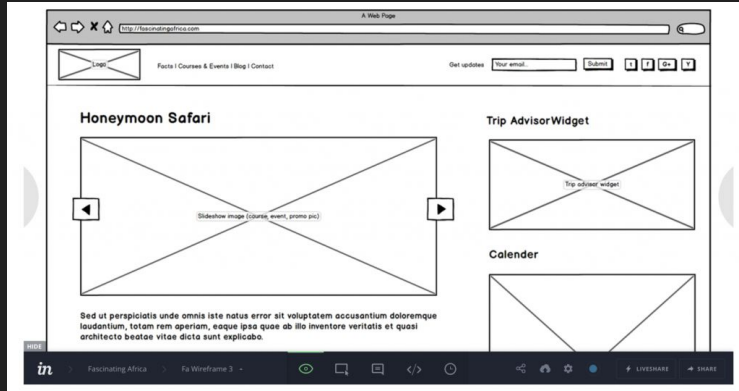 A Web Page
http://fascinatingafrica.com
Logo
Facts I Courses & Events I Blog I Contact
Get updates
Your email..
Submit
t
f
G+
Y
Honeymoon Safari
Trip AdvisorWidget
Slideshow image (course, event, promo pic)
Trip advisor widget
Calender
Sed ut perspiciatis unde omnis iste natus error sit voluptatem accusantium doloremque
laudantium, totam rem aperiam, eaque ipsa quae ab illo inventore veritatis et quasi
architecto beatae vitae dicta sunt explicabo.
HIDE
in
Fascinating Africa
Fa Wireframe 3
LIVESHARE
SHARE